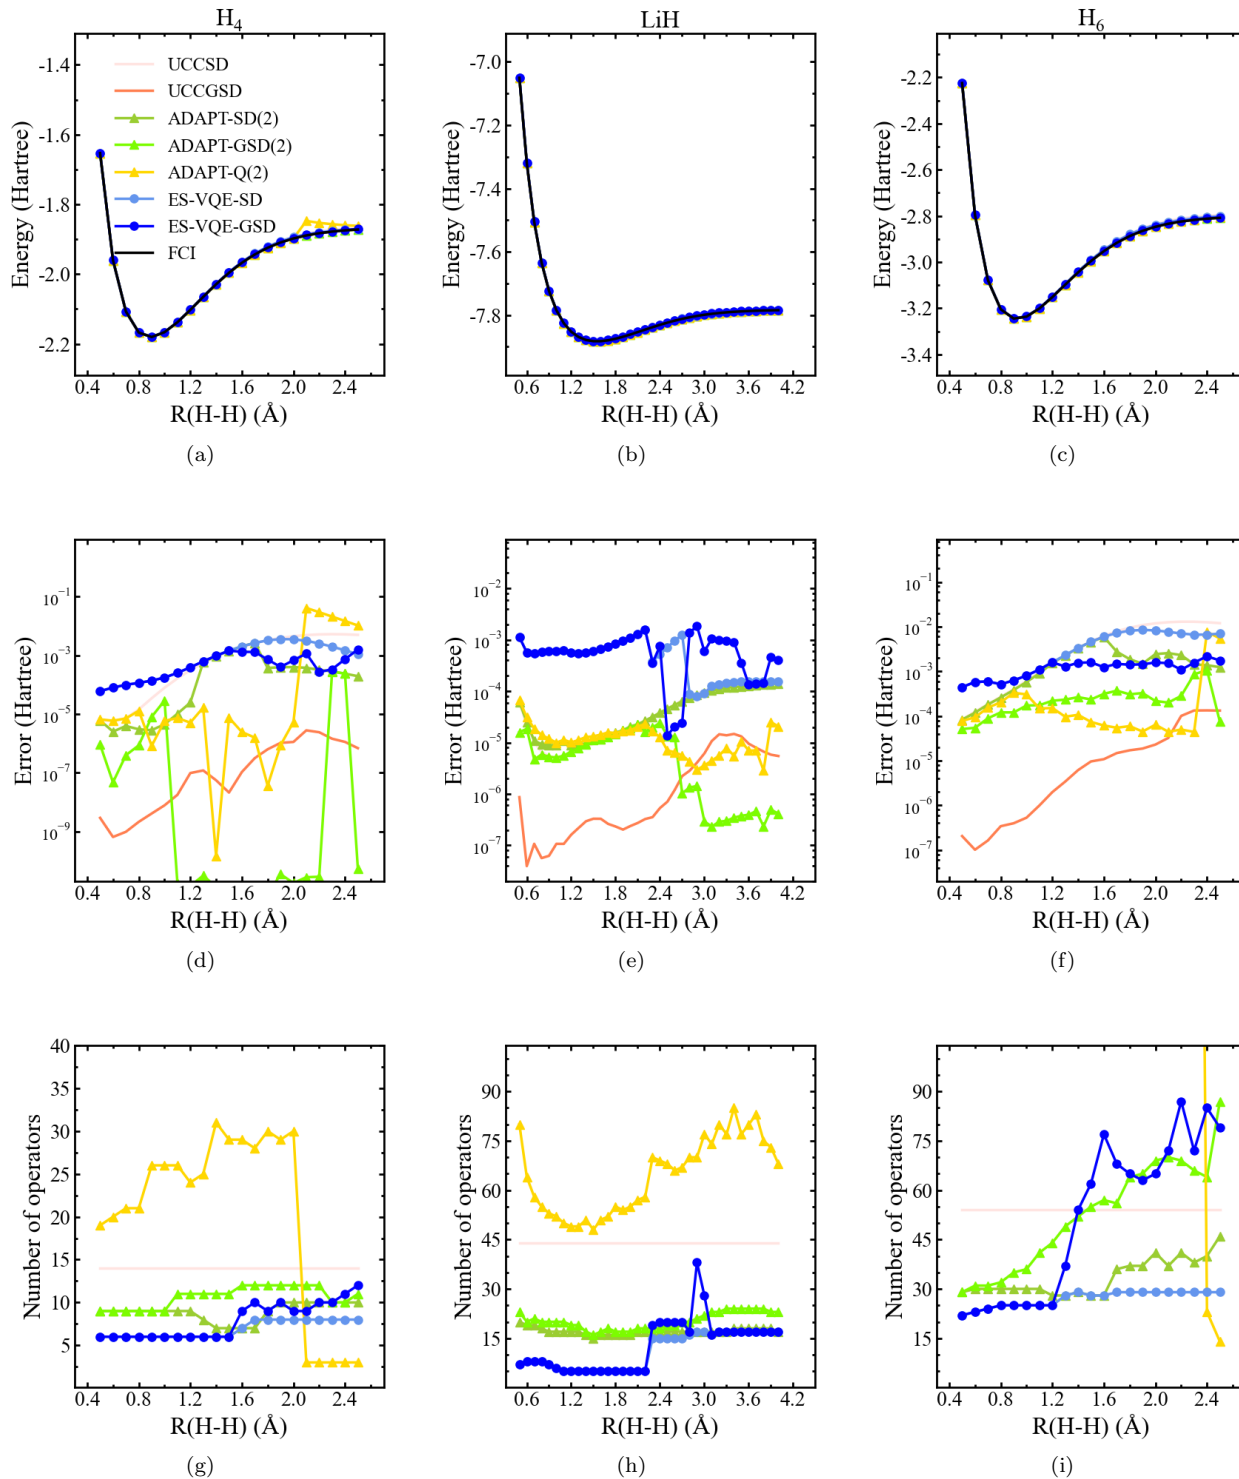 H4
LiH
H6
Energy (Hartree)
-1.4
-1.6
-1.8
-2.0
-2.2
UCCSD
UCCGSD
ADAPT-SD(2)
ADAPT-GSD(2)
ADAPT-Q(2)
ES-VQE-SD
ES-VQE-GSD
FCI
0.4 0.8 1.2 1.6 2.0 2.4
R(H-H) (Å)
(a)
Energy (Hartree)
-7.0
-7.2
-7.4
-7.6
-7.8
0.6 1.2 1.8 2.4 3.0 3.6 4.2
R(H-H) (Å)
(b)
Energy (Hartree)
-2.2
-2.4
-2.6
-2.8
-3.0
-3.2
-3.4
0.4 0.8 1.2 1.6 2.0 2.4
R(H-H) (Å)
(c)
Error (Hartree)
10^-1
10^-3
10^-5
10^-7
10^-9
0.4 0.8 1.2 1.6 2.0 2.4
R(H-H) (Å)
(d)
Error (Hartree)
10^-2
10^-3
10^-4
10^-5
10^-6
10^-7
0.6 1.2 1.8 2.4 3.0 3.6 4.2
R(H-H) (Å)
(e)
Error (Hartree)
10^-1
10^-2
10^-3
10^-4
10^-5
10^-6
10^-7
0.4 0.8 1.2 1.6 2.0 2.4
R(H-H) (Å)
(f)
Number of operators
40
35
30
25
20
15
10
5
0.4 0.8 1.2 1.6 2.0 2.4
R(H-H) (Å)
(g)
Number of operators
90
75
60
45
30
15
0.6 1.2 1.8 2.4 3.0 3.6 4.2
R(H-H) (Å)
(h)
Number of operators
90
75
60
45
30
15
0.4 0.8 1.2 1.6 2.0 2.4
R(H-H) (Å)
(i)